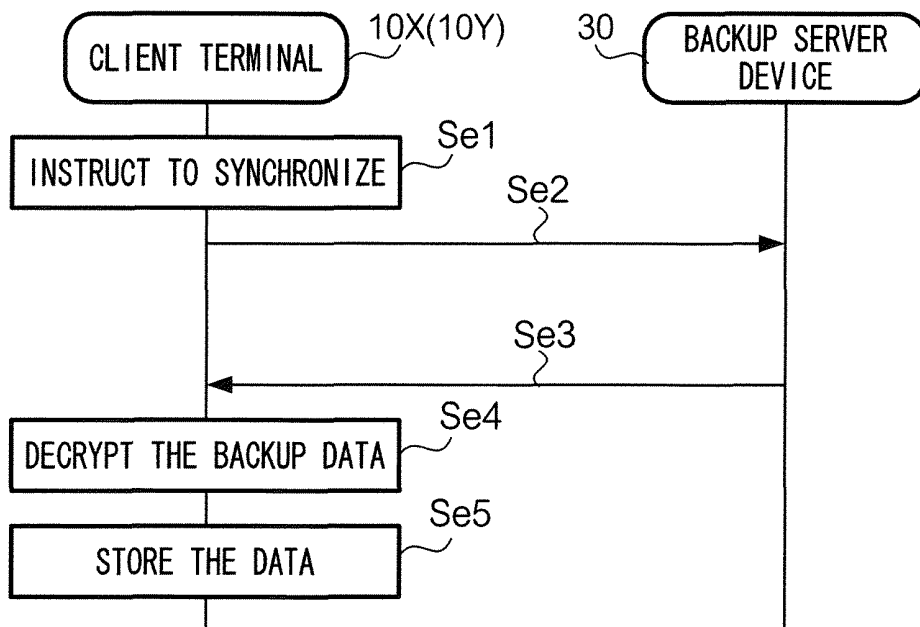 CLIENT TERMINAL
10X(10Y)
30
BACKUP SERVER
DEVICE
Se1
INSTRUCT TO SYNCHRONIZE
Se2
Se3
Se4
DECRYPT THE BACKUP DATA
Se5
STORE THE DATA